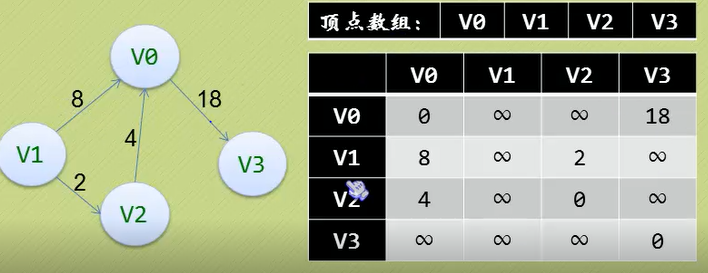 顶点数组： V0 V1 V2 V3
V0
8
18
4
V1
V3
2
V2
V0 V1 V2 V3
V0 0 ∞ ∞ 18
V1 8 ∞ 2 ∞
V2 4 ∞ 0 ∞
V3 ∞ ∞ ∞ 0